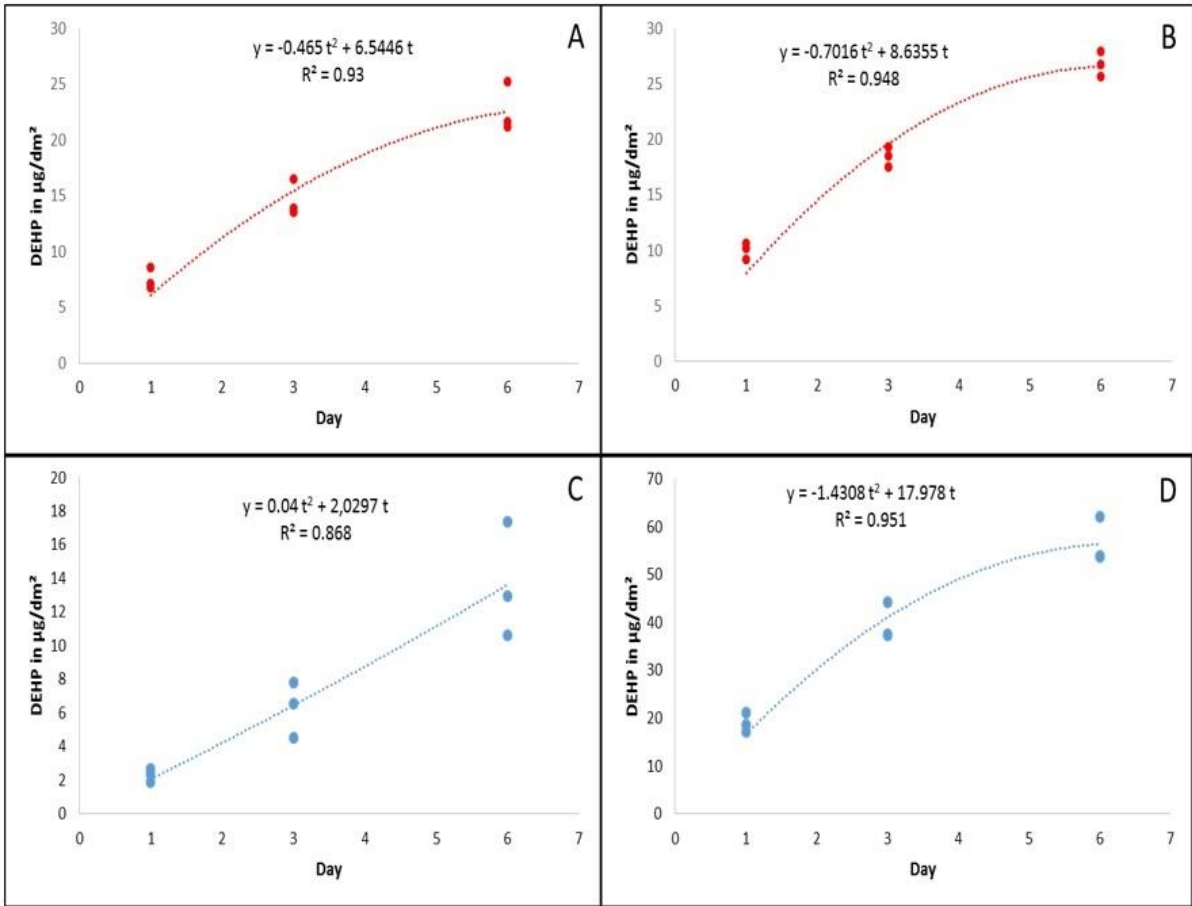 A
y = -0.465 t² + 6.5446 t
R² = 0.93
DEHP in µg/dm²
30
25
20
15
10
5
0
0 1 2 3 4 5 6 7
Day
B
y = -0.7016 t² + 8.6355 t
R² = 0.948
DEHP in µg/dm²
30
25
20
15
10
5
0
0 1 2 3 4 5 6 7
Day
C
y = 0.04 t² + 2,0297 t
R² = 0.868
DEHP in µg/dm²
20
18
16
14
12
10
8
6
4
2
0
0 1 2 3 4 5 6 7
Day
D
y = -1.4308 t² + 17.978 t
R² = 0.951
DEHP in µg/dm²
70
60
50
40
30
20
10
0
0 1 2 3 4 5 6 7
Day